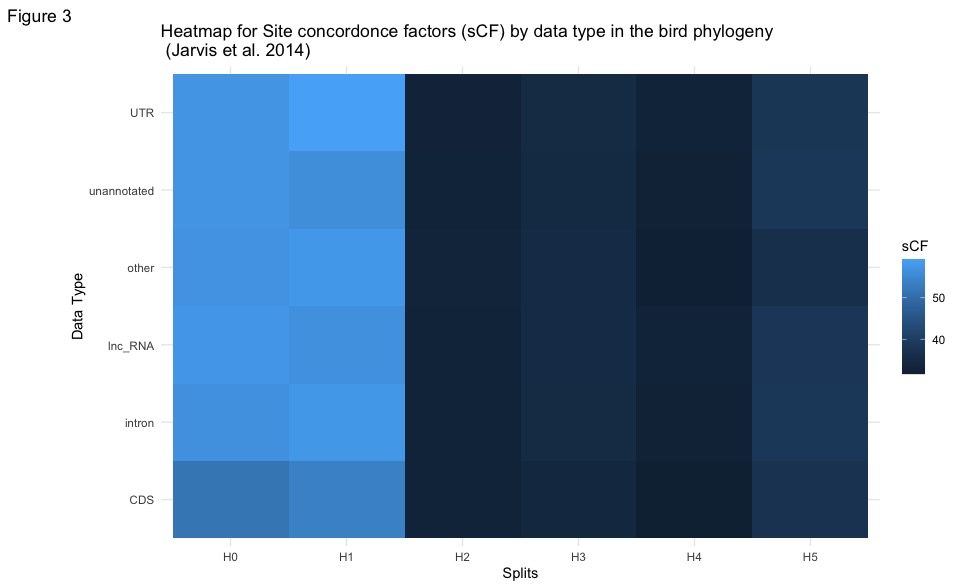 Figure 3
Heatmap for Site concordonce factors (sCF) by data type in the bird phylogeny
(Jarvis et al. 2014)
UTR
unannotated
other
lnc_RNA
intron
CDS
Data Type
H0 H1 H2 H3 H4 H5
Splits
sCF
50
40